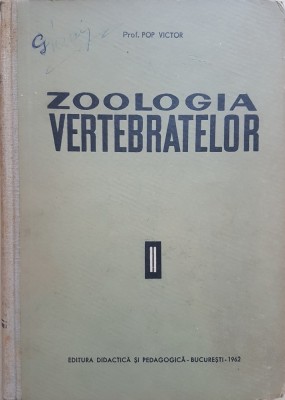 Prof. POP VICTOR
ZOOLOGIA
VERTEBRATELOR
II
EDITURA DIDACTICĂ ȘI PEDAGOGICĂ - BUCUREȘTI - 1962